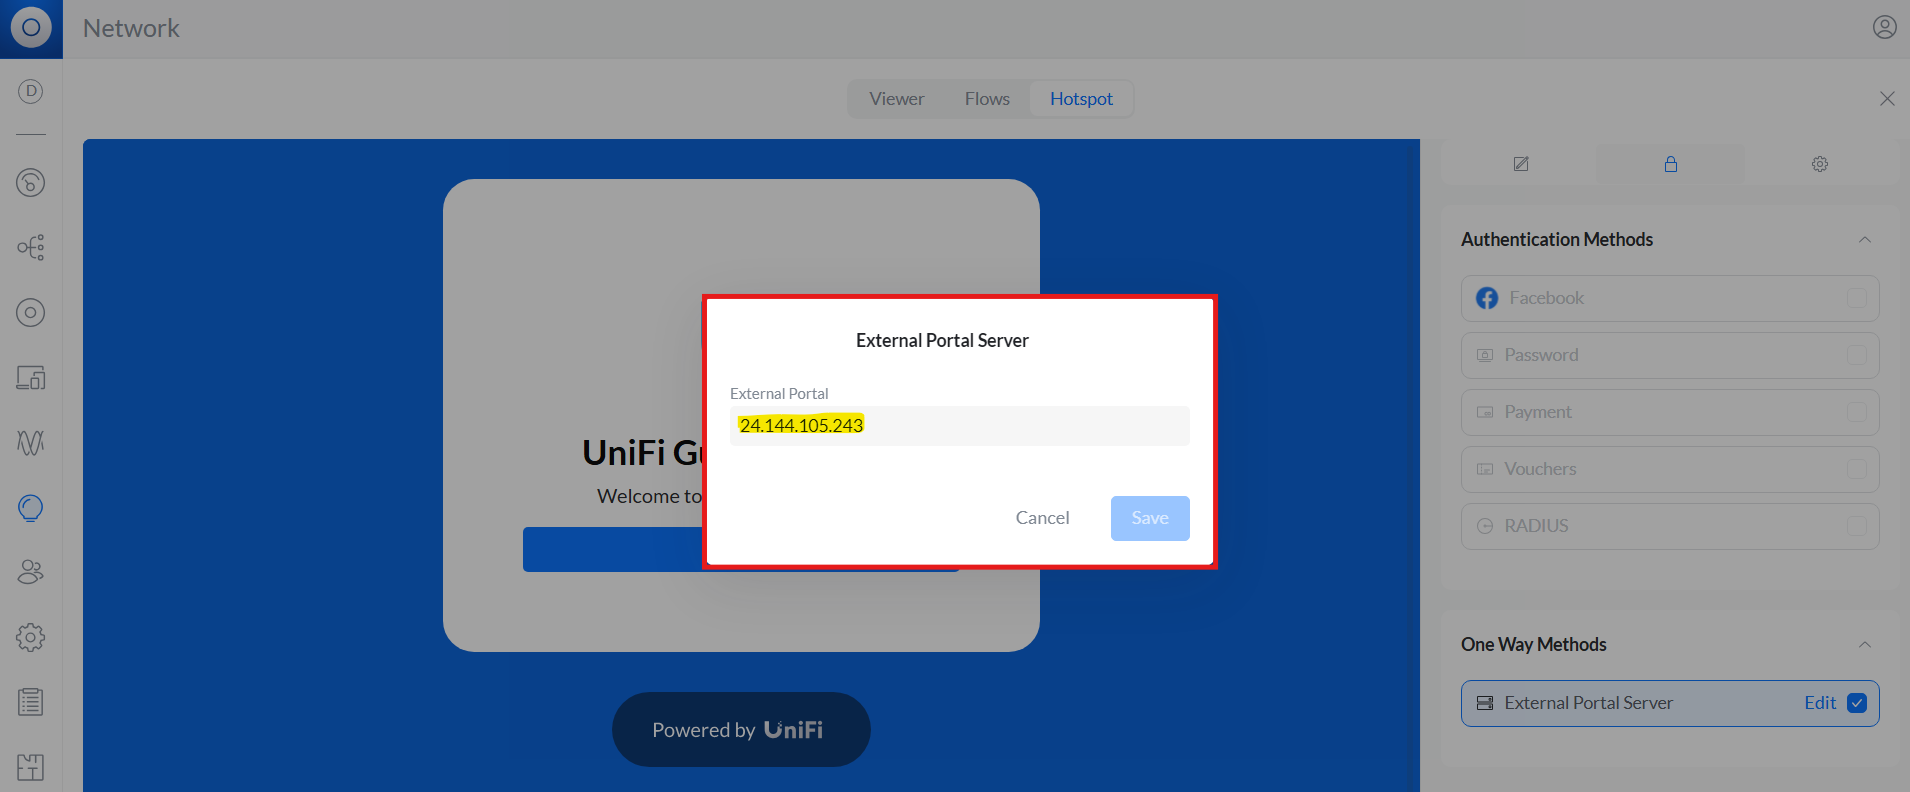 Network
D
Viewer
Flows
Hotspot
Authentication Methods
Facebook
Password
Payment
Vouchers
RADIUS
One Way Methods
External Portal Server
Edit
External Portal Server
External Portal
24.144.105.243
Cancel
Save
UniFi Gu
Welcome to
Powered by UniFi